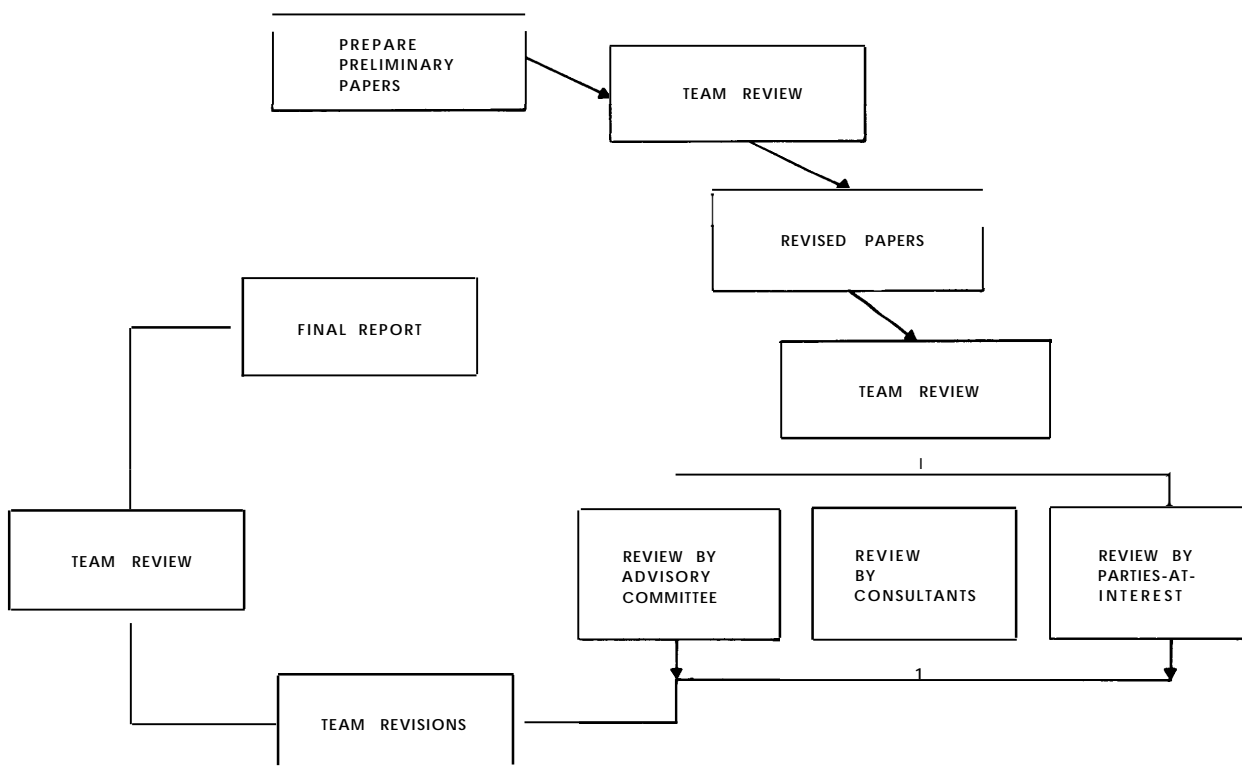 PREPARE
PRELIMINARY
PAPERS
TEAM REVIEW
REVISED PAPERS
FINAL REPORT
TEAM REVIEW
TEAM REVIEW
REVIEW BY
ADVISORY
COMMITTEE
REVIEW
BY
CONSULTANTS
REVIEW BY
PARTIES-AT-
INTEREST
TEAM REVISIONS